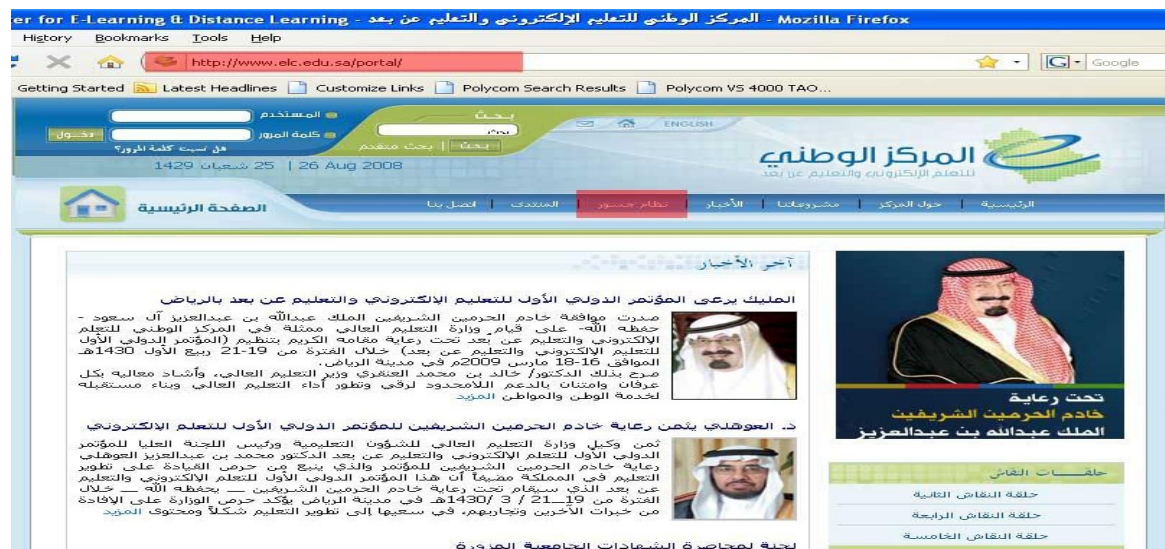 er for E-Learning & Distance Learning - المركز الوطني للتعليم الإلكتروني والتعليم عن بعد - Mozilla Firefox
History Bookmarks Tools Help
http://www.elc.edu.sa/portal/
Google
Getting Started Latest Headlines Customize Links Polycom Search Results Polycom VS 4000 TAO...
المستخدم
كلمة المرور
دخول
هل نسيت كلمة المرور؟
بحث
بحث
بحث | بحث متقدم
ENGLISH
25 شعبان 1429 | 26 Aug 2008
المركز الوطني
للتعلم الإلكتروني والتعليم عن بعد
الرئيسية | حول المركز | مشروعاتنا | الأخبار | نظام جسور | المنتدى | اتصل بنا
الصفحة الرئيسية
آخر الأخبار
المليك يرعى المؤتمر الدولي الأول للتعليم الإلكتروني والتعليم عن بعد بالرياض
صدرت موافقة خادم الحرمين الشريفين الملك عبدالله بن عبدالعزيز آل سعود -
حفظه الله- على قيام وزارة التعليم العالي ممثلة في المركز الوطني للتعلم
الإلكتروني والتعليم عن بعد تحت رعاية مقامه الكريم بتنظيم (المؤتمر الدولي الأول
للتعليم الإلكتروني والتعليم عن بعد) خلال الفترة من 19-21 ربيع الأول 1430هـ
الموافق 16-18 مارس 2009م في مدينة الرياض.
صرح بذلك الدكتور/ خالد بن محمد العنقري وزير التعليم العالي، وأشاد معاليه بكل
عرفان وامتنان بالدعم اللامحدود لرقي وتطور أداء التعليم العالي وبناء مستقبله
لخدمة الوطن والمواطن المزيد
د. العوهلي يثمن رعاية خادم الحرمين الشريفين للمؤتمر الدولي الأول للتعلم الإلكتروني
ثمن وكيل وزارة التعليم العالي للشؤون التعليمية ورئيس اللجنة العليا للمؤتمر
الدولي الأول للتعلم الإلكتروني والتعليم عن بعد الدكتور محمد بن عبدالعزيز العوهلي
رعاية خادم الحرمين الشريفين للمؤتمر والذي ينبع من حرص القيادة على تطوير
التعليم في المملكة مضيفاً أن هذا المؤتمر الدولي الأول للتعلم الإلكتروني والتعليم
عن بعد الذي سيقام تحت رعاية خادم الحرمين الشريفين __ يحفظه الله __ خلال
الفترة من 19__21 / 3 /1430هـ في مدينة الرياض يؤكد حرص الوزارة على الإفادة
من خبرات الآخرين وتجاربهم، في سعيها إلى تطوير التعليم شكلاً ومحتوى المزيد
لجنة لمحاصرة الشهادات الجامعية المزورة
تحت رعاية
خادم الحرمين الشريفين
الملك عبدالله بن عبدالعزيز
حلقـــــات النقاش
حلقة النقاش الثانية
حلقة النقاش الرابعة
حلقة النقاش الخامسة